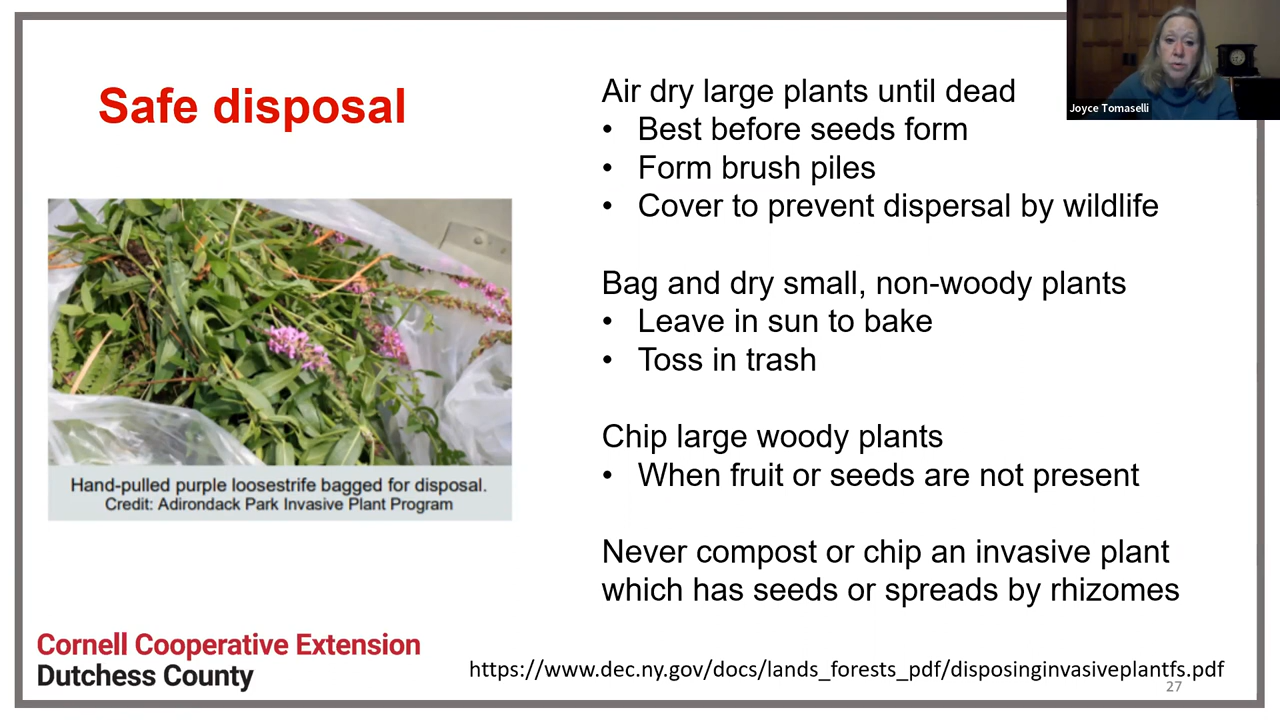 Safe disposal
Air dry large plants until dead
• Best before seeds form
• Form brush piles
• Cover to prevent dispersal by wildlife
Bag and dry small, non-woody plants
• Leave in sun to bake
• Toss in trash
Chip large woody plants
• When fruit or seeds are not present
Never compost or chip an invasive plant
which has seeds or spreads by rhizomes
Hand-pulled purple loosestrife bagged for disposal.
Credit: Adirondack Park Invasive Plant Program
Cornell Cooperative Extension
Dutchess County
https://www.dec.ny.gov/docs/lands_forests_pdf/disposinginvasiveplantfs.pdf
27
Joyce Tomaselli